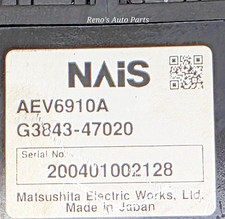 Reno's Auto Parts
NAiS
AEV6910A
G3843-47020
Serial No.
200401002128
Matsushita Electric Works, Ltd.
Made In Japan